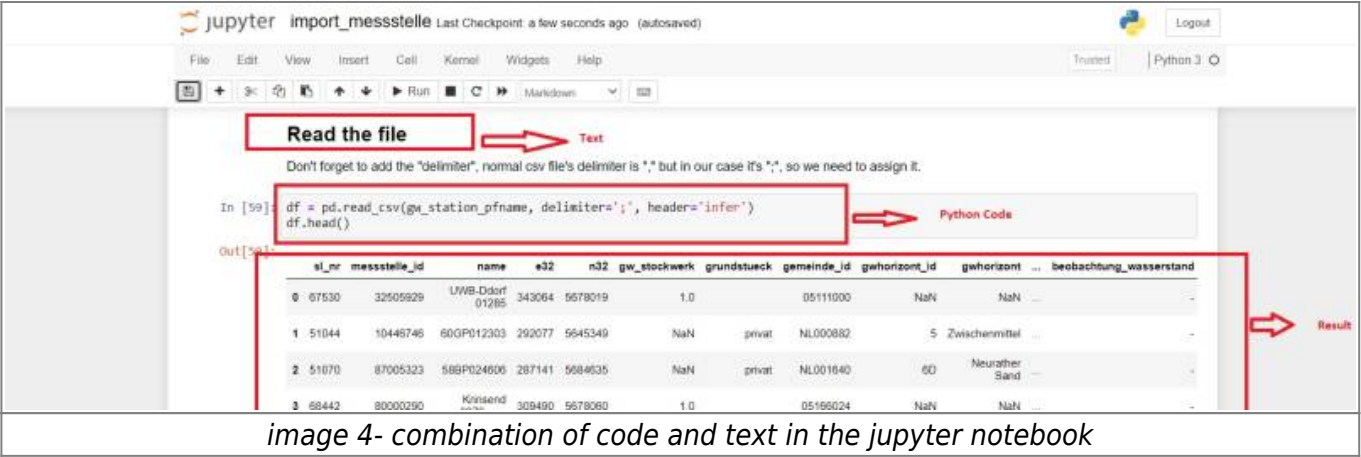 jupyter import_messstelle Last Checkpoint: a few seconds ago (autosaved) Logout
File Edit View Insert Cell Kernel Widgets Help Trusted Python 3
Run Markdown
Read the file Text
Don't forget to add the "delimiter", normal csv file's delimiter is "," but in our case it's ";", so we need to assign it.
In [59]: df = pd.read_csv(gw_station_pfname, delimiter=';', header='infer')
df.head()
Python Code
Out[59]:
sl_nr messstelle_id name e32 n32 gw_stockwerk grundstueck gemeinde_id gwhorizont_id gwhorizont ... beobachtung_wasserstand
0 67530 32505929 UWB-Ddorf 01285 343064 5678019 1.0 05111000 NaN NaN ... -
1 51044 10446746 60GP012303 292077 5645349 NaN privat NL000882 5 Zwischenmittel ... -
2 51070 87005323 58BP024606 287141 5684635 NaN privat NL001640 6D Neurather Sand ... -
3 68442 80000290 309490 5678060 1.0 05166024 NaN NaN ... -
Result
image 4- combination of code and text in the jupyter notebook